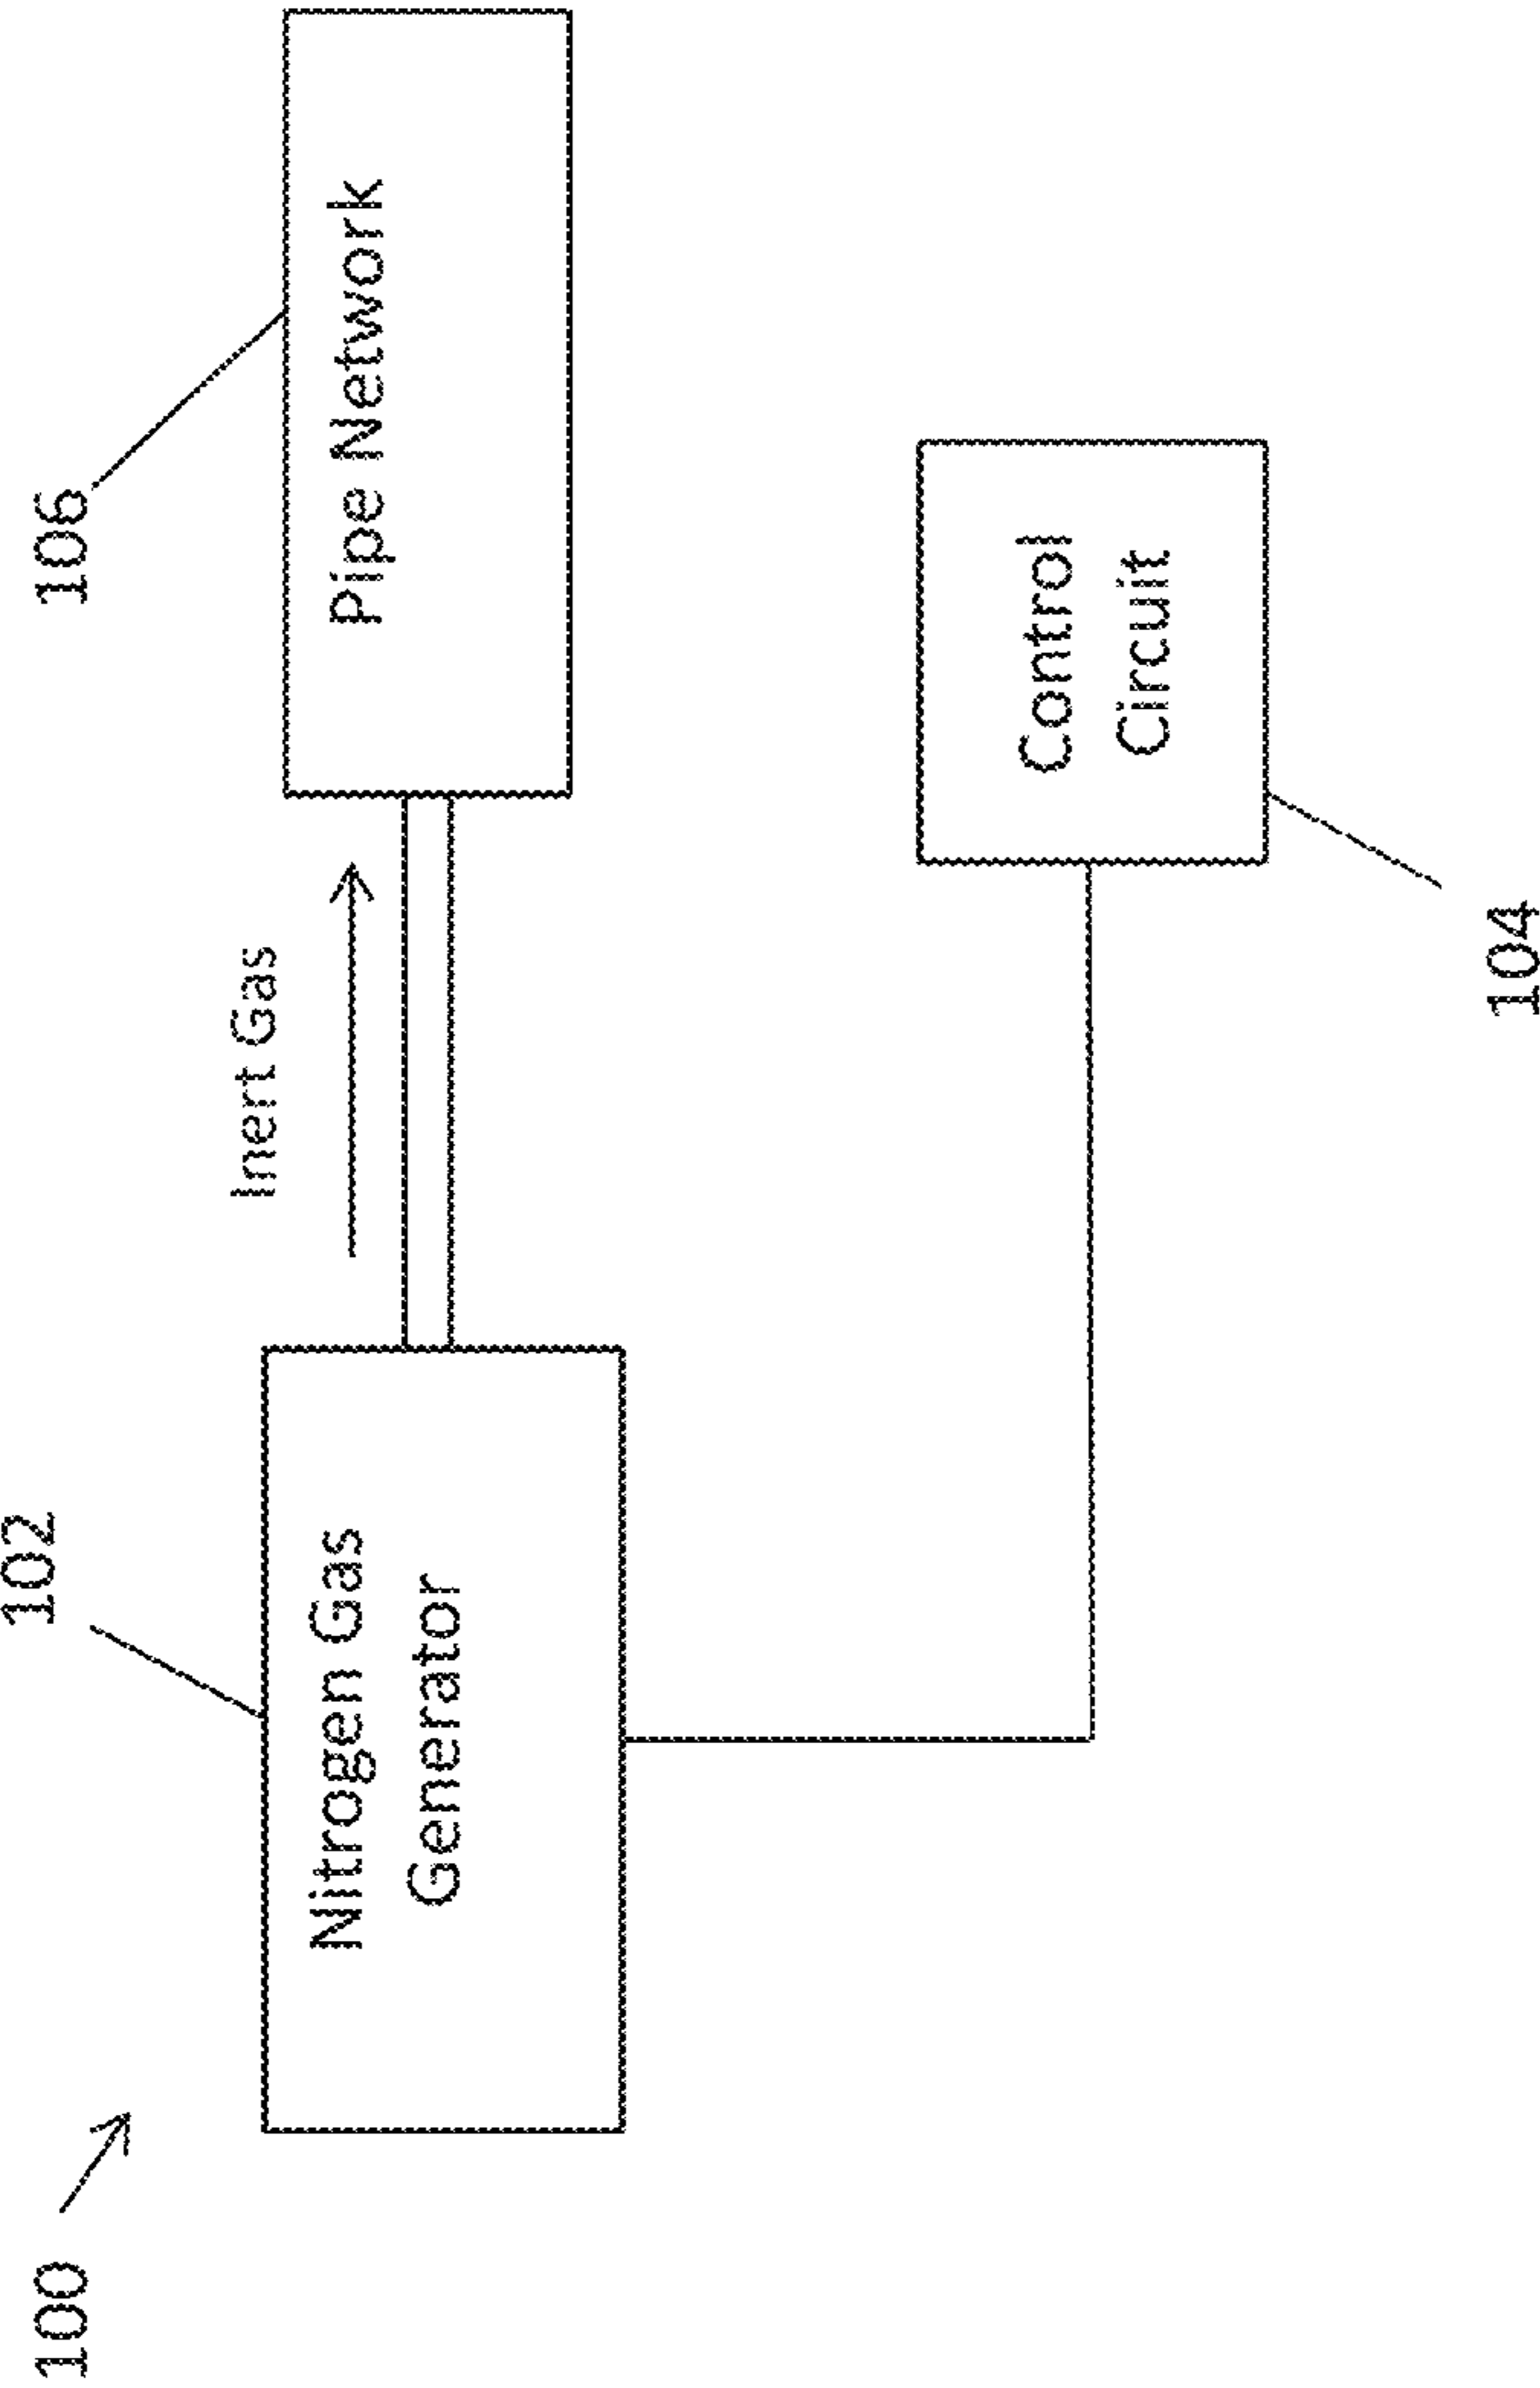 100
102
106
Nitrogen Gas
Generator
Inert Gas
Pipe Network
Control
Circuit
104